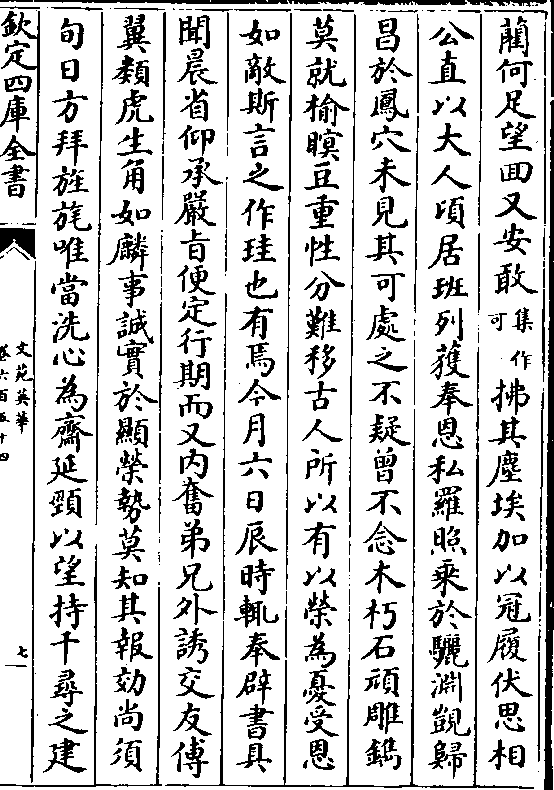 藺何足望回又安敢集作可拂其塵埃加以冠履伏思相
公直以大人頃居班列獲奉恩私羅照乗於驪淵覬歸
昌於鳳穴未見其可處之不疑曾不念木朽石頑雕鐫
莫就榆瞑豆重性分難移古人所以有以榮為憂受恩
如敵斯言之作珪也有焉今月六日辰時輒奉辟書具
聞晨省仰承嚴㫖便定行期而又内奮弟兄外誘交友傅
翼𩔖虎生角如麟事誠實於顯榮勢莫知其報効尚須
旬日方拜旌旄唯當洗心為齋延頸以望持千尋之建
欽定四庫全書
文苑英華
卷六百五十四
七